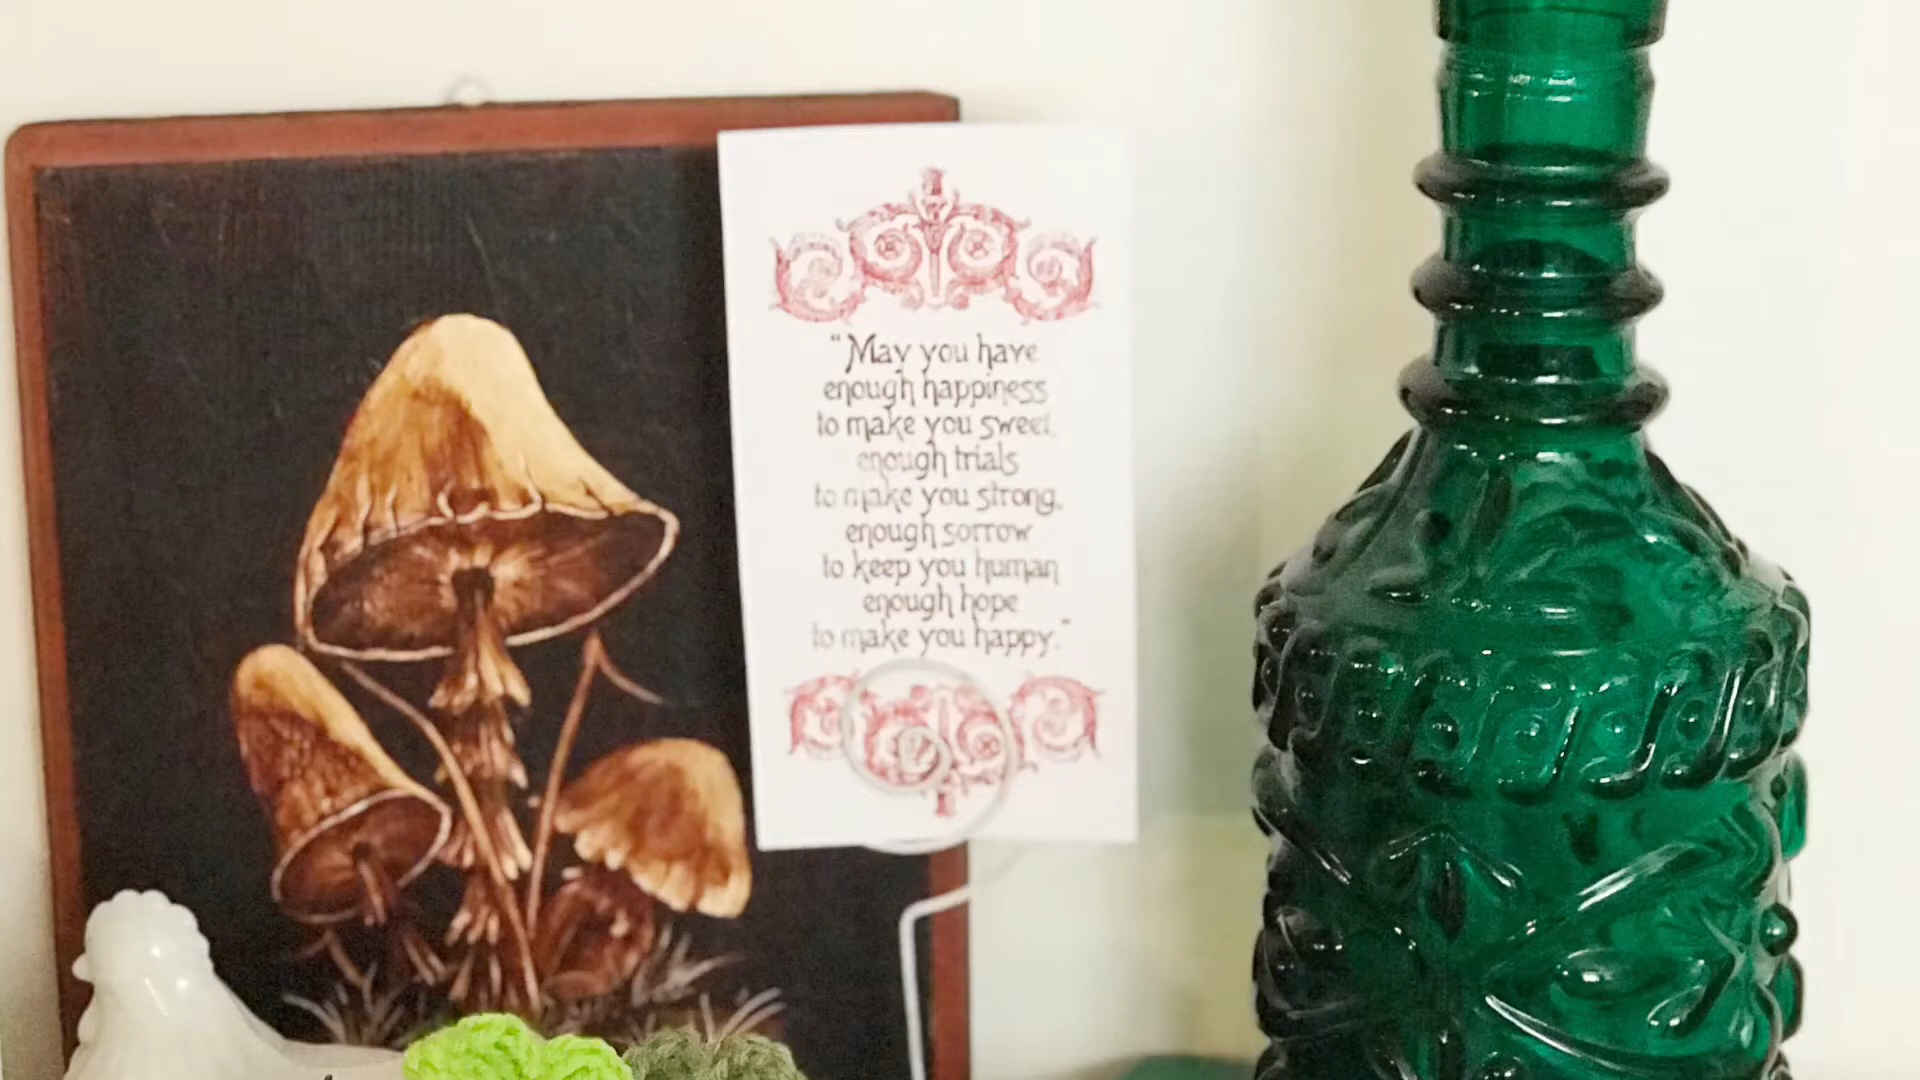 “May you have
enough happiness
to make you sweet,
enough trials
to make you strong,
enough sorrow
to keep you human
enough hope
to make you happy.”